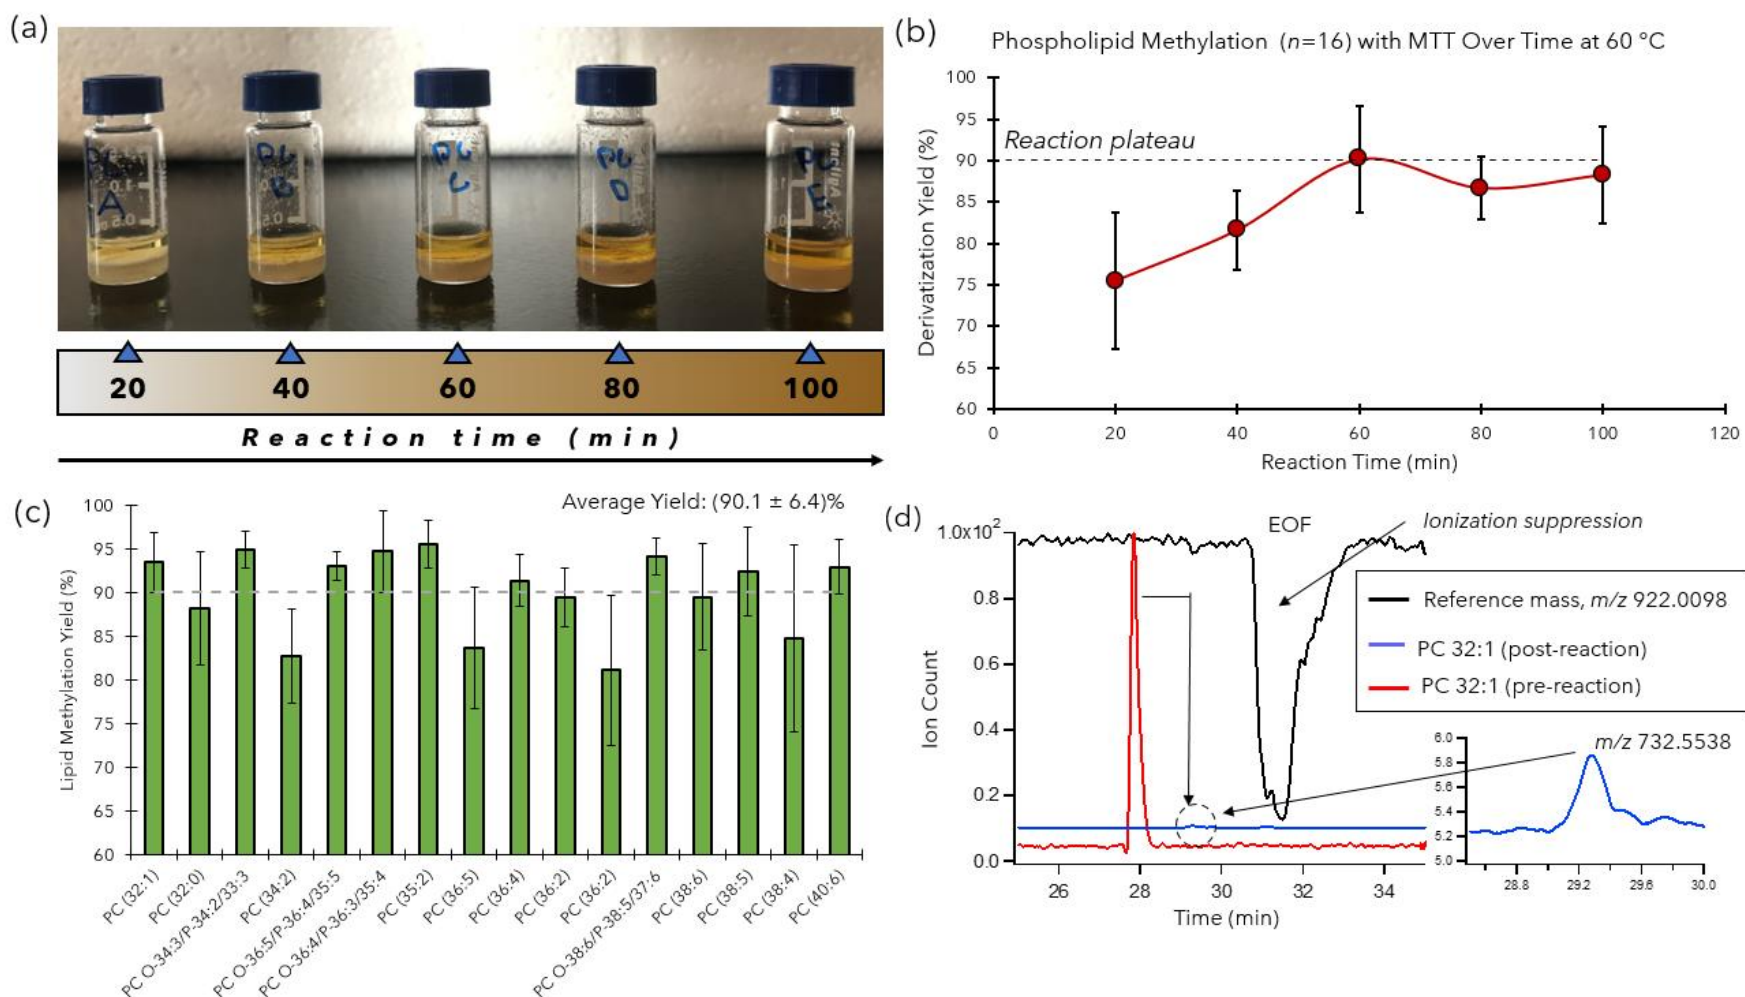 (a)
PC
A
PC
B
PC
C
PC
D
PC
E
Agilent
20 40 60 80 100
Reaction time (min)
(b)
Phospholipid Methylation (n=16) with MTT Over Time at 60 °C
Derivatization Yield (%)
100
95
90
85
80
75
70
65
60
Reaction plateau
0 20 40 60 80 100 120
Reaction Time (min)
(c)
Average Yield: (90.1 ± 6.4)%
Lipid Methylation Yield (%)
100
95
90
85
80
75
70
65
60
PC (32:1)
PC (32:0)
PC O-34:3/P-34:2/33:3
PC (34:2)
PC O-36:5/P-36:4/35:5
PC O-36:4/P-36:3/35:4
PC (35:2)
PC (36:5)
PC (36:4)
PC (36:2)
PC (36:2)
PC O-38:6/P-38:5/37:6
PC (38:6)
PC (38:5)
PC (38:4)
PC (40:6)
(d)
Ion Count
1.0x10²
0.8
0.6
0.4
0.2
0.0
EOF
Ionization suppression
Reference mass, m/z 922.0098
PC 32:1 (post-reaction)
PC 32:1 (pre-reaction)
m/z 732.5538
6.0
5.8
5.6
5.4
5.2
5.0
28.8 29.2 29.6 30.0
26 28 30 32 34
Time (min)